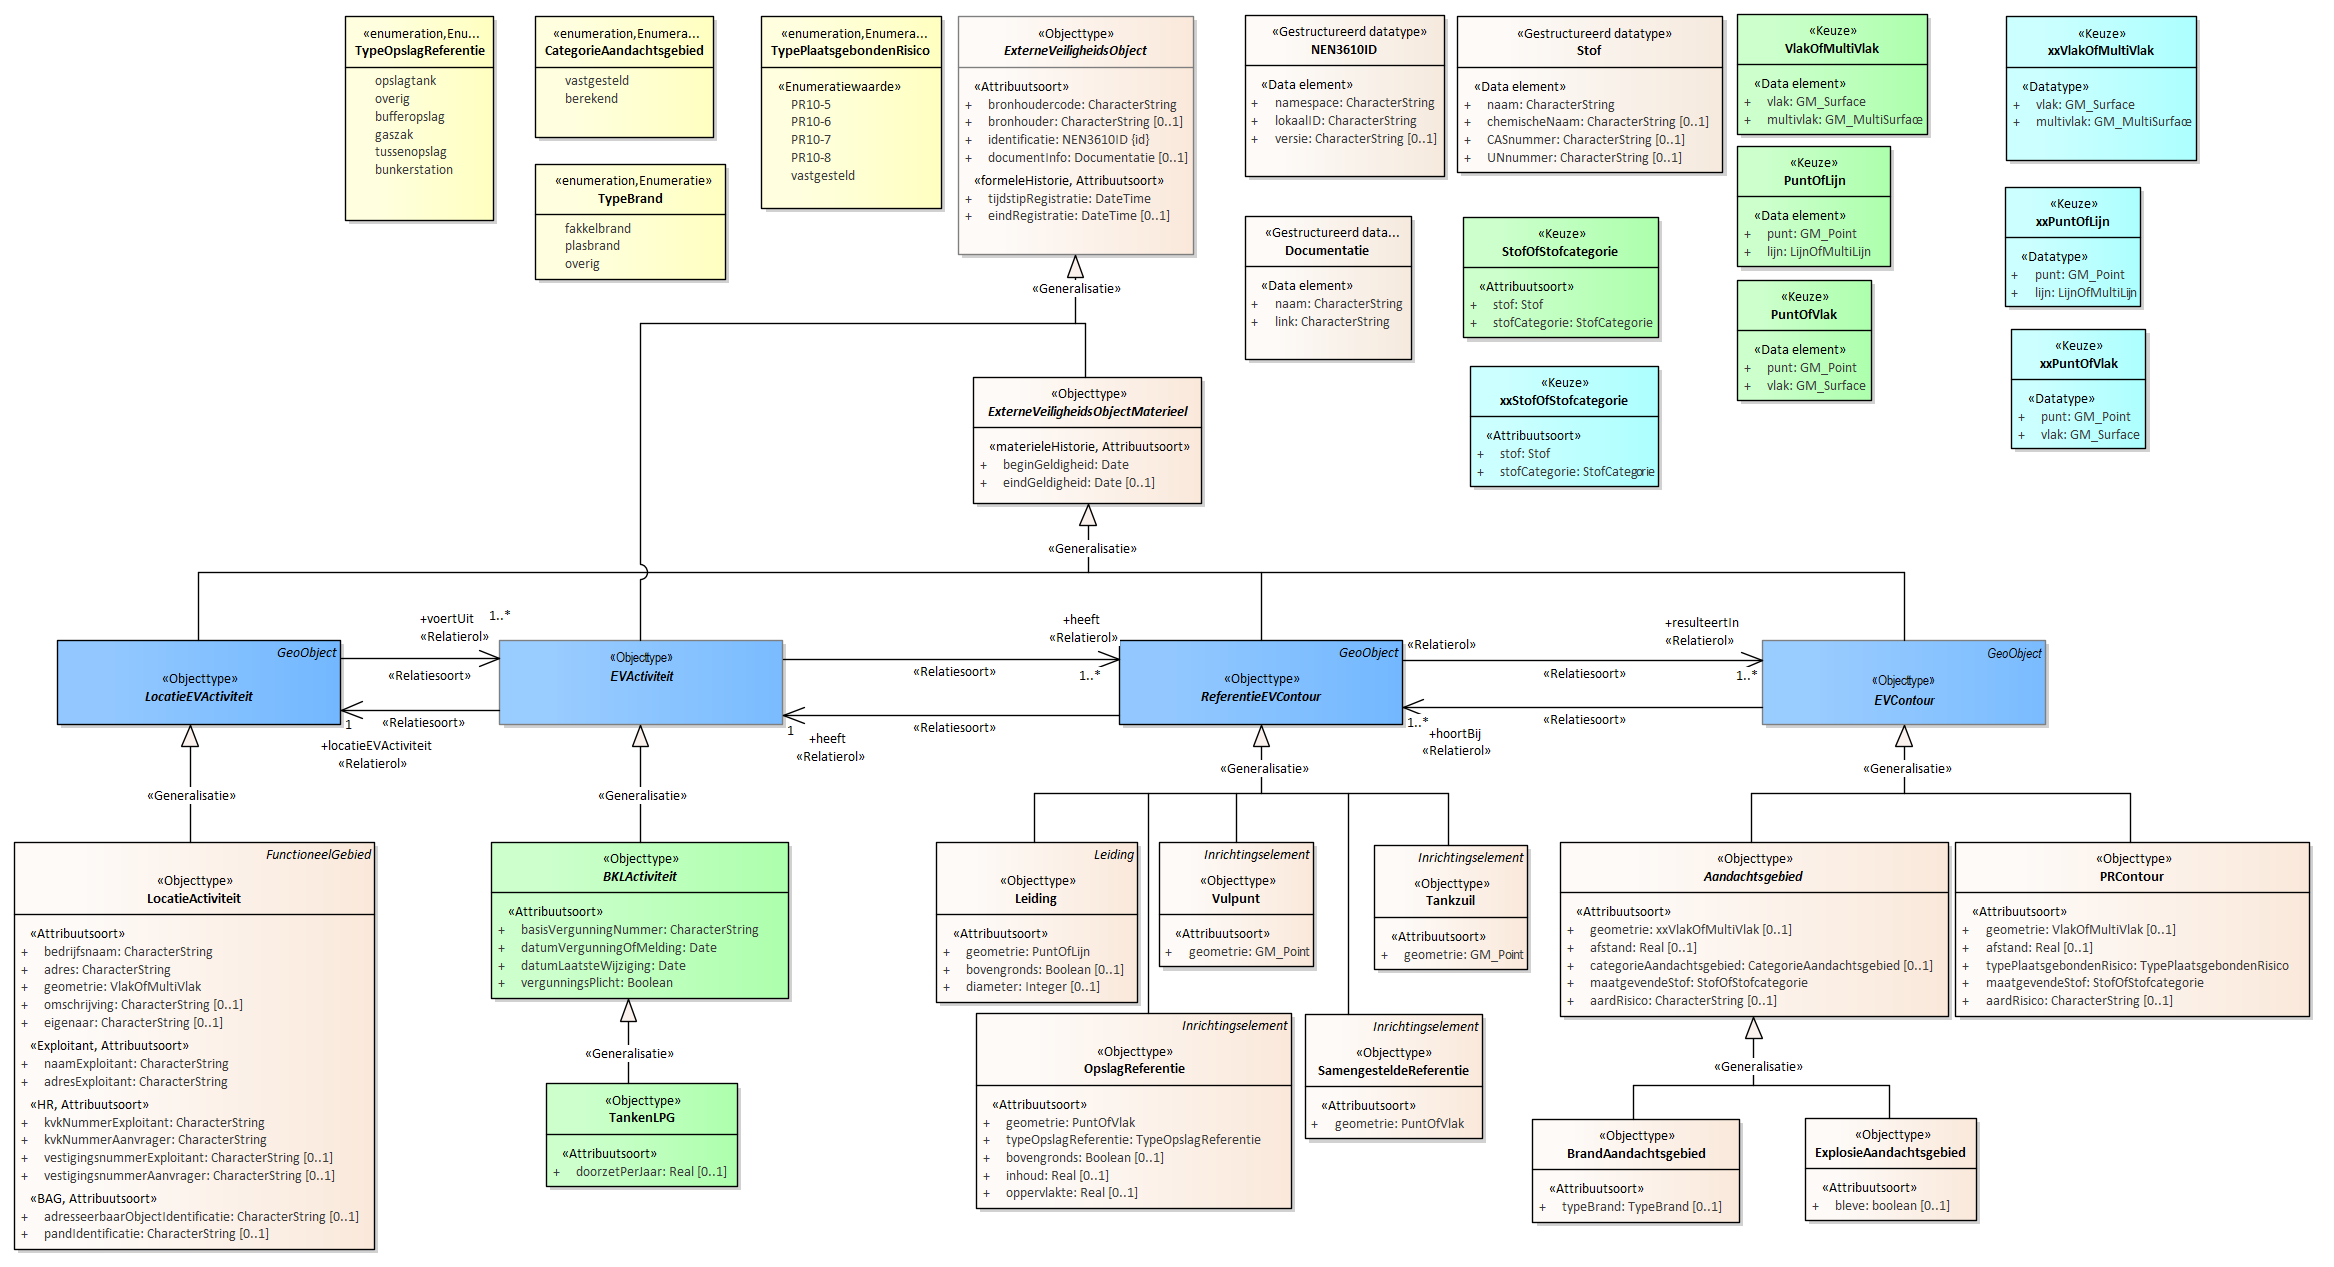 «enumeration,Enu...
TypeOpslagReferentie
opslagtank
overig
bufferopslag
gaszak
tussenopslag
bunkerstation
«enumeration,Enumera...
CategorieAandachtsgebied
vastgesteld
berekend
«enumeration,Enumeratie»
TypeBrand
fakkelbrand
plasbrand
overig
«enumeration,Enumera...
TypePlaatsgebondenRisico
«Enumeratiewaarde»
PR10-5
PR10-6
PR10-7
PR10-8
vastgesteld
«Objecttype»
ExterneVeiligheidsObject
«Attribuutsoort»
+ bronhoudercode: CharacterString
+ bronhouder: CharacterString [0..1]
+ identificatie: NEN3610ID {id}
+ documentInfo: Documentatie [0..1]
«formeleHistorie, Attribuutsoort»
+ tijdstipRegistratie: DateTime
+ eindRegistratie: DateTime [0..1]
«Gestructureerd datatype»
NEN3610ID
«Data element»
+ namespace: CharacterString
+ lokaalID: CharacterString
+ versie: CharacterString [0..1]
«Gestructureerd datatype»
Stof
«Data element»
+ naam: CharacterString
+ chemischeNaam: CharacterString [0..1]
+ CASnummer: CharacterString [0..1]
+ UNnummer: CharacterString [0..1]
«Keuze»
VlakOfMultiVlak
«Data element»
+ vlak: GM_Surface
+ multivlak: GM_MultiSurface
«Keuze»
xxVlakOfMultiVlak
«Datatype»
+ vlak: GM_Surface
+ multivlak: GM_MultiSurface
«Keuze»
PuntOfLijn
«Data element»
+ punt: GM_Point
+ lijn: LijnOfMultiLijn
«Keuze»
xxPuntOfLijn
«Datatype»
+ punt: GM_Point
+ lijn: LijnOfMultiLijn
«Gestructureerd data...
Documentatie
«Data element»
+ naam: CharacterString
+ link: CharacterString
«Keuze»
StofOfStofcategorie
«Attribuutsoort»
+ stof: Stof
+ stofCategorie: StofCategorie
«Keuze»
PuntOfVlak
«Data element»
+ punt: GM_Point
+ vlak: GM_Surface
«Keuze»
xxPuntOfVlak
«Datatype»
+ punt: GM_Point
+ vlak: GM_Surface
«Keuze»
xxStofOfStofcategorie
«Attribuutsoort»
+ stof: Stof
+ stofCategorie: StofCategorie
«Generalisatie»
«Objecttype»
ExterneVeiligheidsObjectMaterieel
«materieleHistorie, Attribuutsoort»
+ beginGeldigheid: Date
+ eindGeldigheid: Date [0..1]
«Generalisatie»
GeoObject
«Objecttype»
LocatieEVActiviteit
+voertUit
1..*
«Relatierol»
«Relatiesoort»
«Relatiesoort»
1
+locatieEVActiviteit
«Relatierol»
«Objecttype»
EVActiviteit
+heeft
«Relatierol»
«Relatiesoort»
1..*
«Relatiesoort»
1
+heeft
«Relatierol»
GeoObject
«Objecttype»
ReferentieEVContour
«Relatierol»
+resulteertIn
«Relatierol»
«Relatiesoort»
1..*
«Relatiesoort»
1..*
+hoortBij
«Relatierol»
GeoObject
«Objecttype»
EVContour
«Generalisatie»
«Generalisatie»
«Generalisatie»
«Generalisatie»
FunctioneelGebied
«Objecttype»
LocatieActiviteit
«Attribuutsoort»
+ bedrijfsnaam: CharacterString
+ adres: CharacterString
+ geometrie: VlakOfMultiVlak
+ omschrijving: CharacterString [0..1]
+ eigenaar: CharacterString [0..1]
«Exploitant, Attribuutsoort»
+ naamExploitant: CharacterString
+ adresExploitant: CharacterString
«HR, Attribuutsoort»
+ kvkNummerExploitant: CharacterString
+ kvkNummerAanvrager: CharacterString
+ vestigingsnummerExploitant: CharacterString [0..1]
+ vestigingsnummerAanvrager: CharacterString [0..1]
«BAG, Attribuutsoort»
+ adresseerbaarObjectIdentificatie: CharacterString [0..1]
+ pandIdentificatie: CharacterString [0..1]
«Objecttype»
BKLActiviteit
«Attribuutsoort»
+ basisVergunningNummer: CharacterString
+ datumVergunningOfMelding: Date
+ datumLaatsteWijziging: Date
+ vergunningsPlicht: Boolean
«Generalisatie»
«Objecttype»
TankenLPG
«Attribuutsoort»
+ doorzetPerJaar: Real [0..1]
Leiding
«Objecttype»
Leiding
«Attribuutsoort»
+ geometrie: PuntOfLijn
+ bovengronds: Boolean [0..1]
+ diameter: Integer [0..1]
Inrichtingselement
«Objecttype»
Vulpunt
«Attribuutsoort»
+ geometrie: GM_Point
Inrichtingselement
«Objecttype»
Tankzuil
«Attribuutsoort»
+ geometrie: GM_Point
Inrichtingselement
«Objecttype»
OpslagReferentie
«Attribuutsoort»
+ geometrie: PuntOfVlak
+ typeOpslagReferentie: TypeOpslagReferentie
+ bovengronds: Boolean [0..1]
+ inhoud: Real [0..1]
+ oppervlakte: Real [0..1]
Inrichtingselement
«Objecttype»
SamengesteldeReferentie
«Attribuutsoort»
+ geometrie: PuntOfVlak
«Objecttype»
Aandachtsgebied
«Attribuutsoort»
+ geometrie: xxVlakOfMultiVlak [0..1]
+ afstand: Real [0..1]
+ categorieAandachtsgebied: CategorieAandachtsgebied [0..1]
+ maatgevendeStof: StofOfStofcategorie
+ aardRisico: CharacterString [0..1]
«Objecttype»
PRContour
«Attribuutsoort»
+ geometrie: VlakOfMultiVlak [0..1]
+ afstand: Real [0..1]
+ typePlaatsgebondenRisico: TypePlaatsgebondenRisico
+ maatgevendeStof: StofOfStofcategorie
+ aardRisico: CharacterString [0..1]
«Generalisatie»
«Objecttype»
BrandAandachtsgebied
«Attribuutsoort»
+ typeBrand: TypeBrand [0..1]
«Objecttype»
ExplosieAandachtsgebied
«Attribuutsoort»
+ bleve: boolean [0..1]